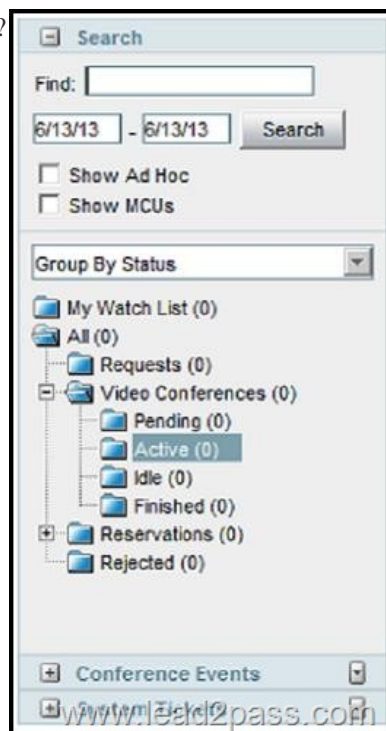 ?
Search
Find:
6/13/13 - 6/13/13 Search
Show Ad Hoc
Show MCUs
Group By Status
My Watch List (0)
All (0)
Requests (0)
Video Conferences (0)
Pending (0)
Active (0)
Idle (0)
Finished (0)
Reservations (0)
Rejected (0)
Conference Events
System Tickets
www.lead2pass.com